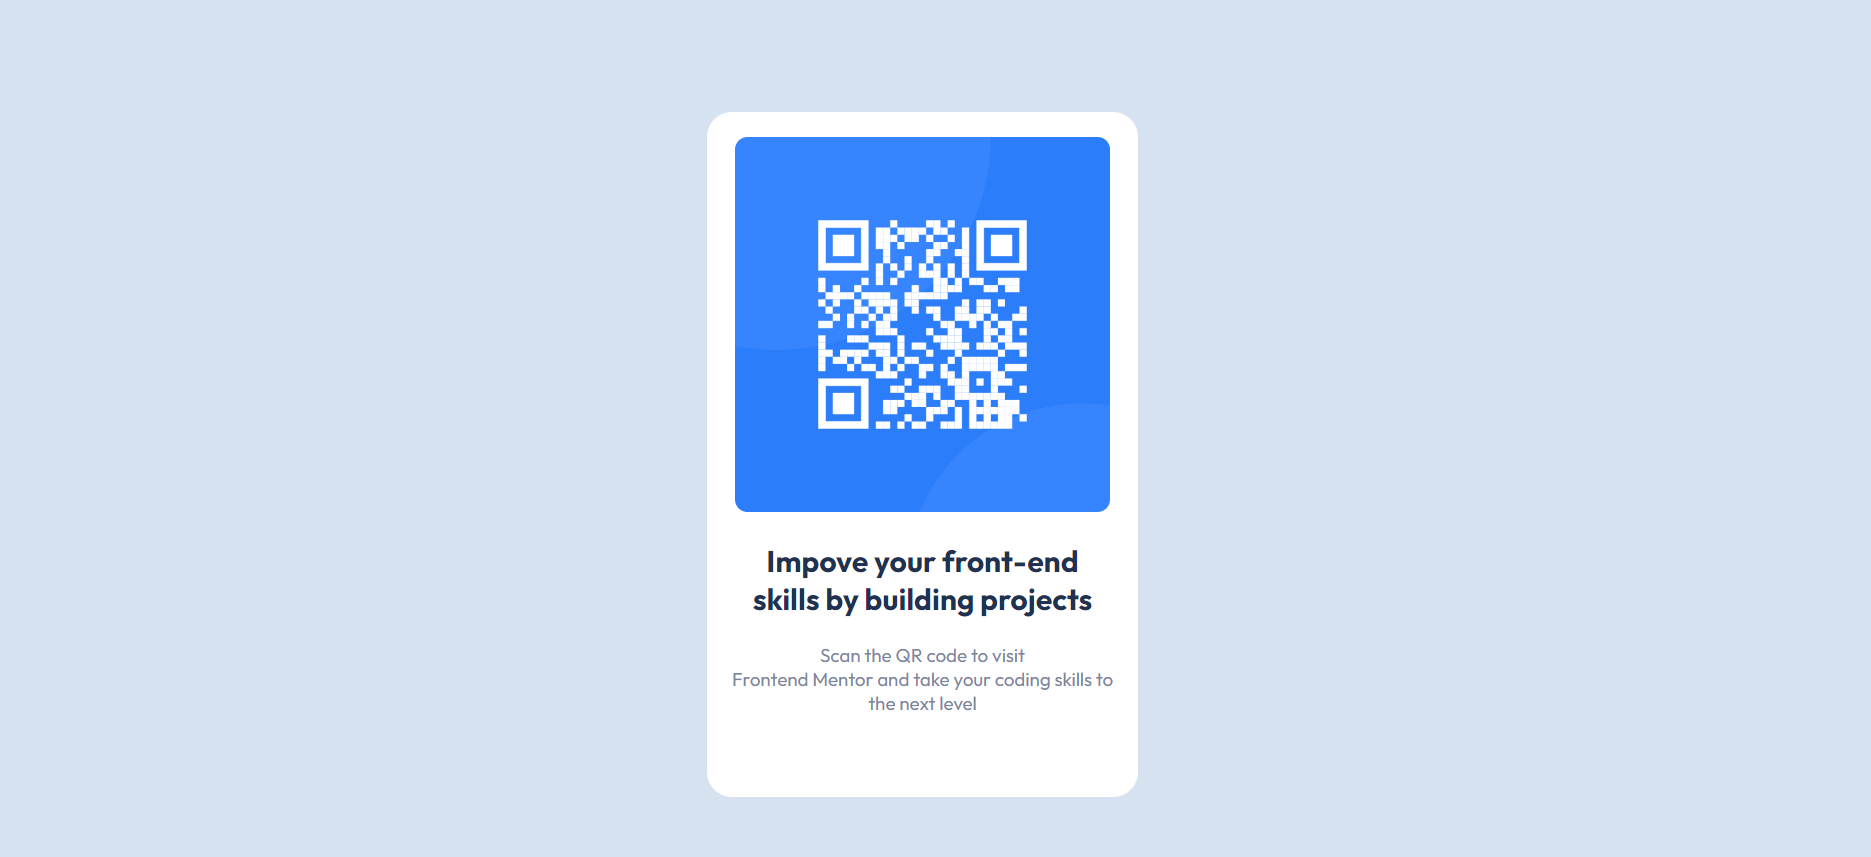 Impove your front-end
skills by building projects
Scan the QR code to visit
Frontend Mentor and take your coding skills to
the next level